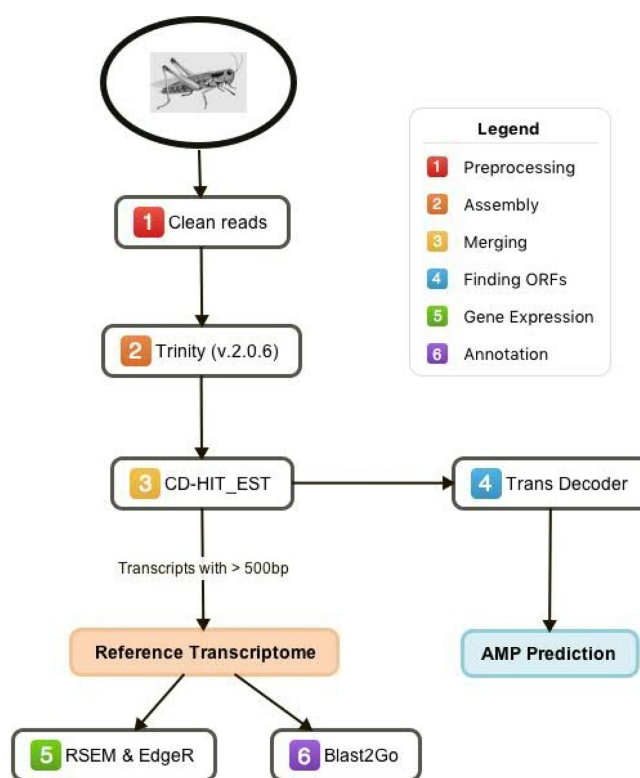 Legend
1 Preprocessing
2 Assembly
3 Merging
4 Finding ORFs
5 Gene Expression
6 Annotation
1 Clean reads
2 Trinity (v.2.0.6)
3 CD-HIT_EST
4 Trans Decoder
Transcripts with > 500bp
Reference Transcriptome
AMP Prediction
5 RSEM & EdgeR
6 Blast2Go